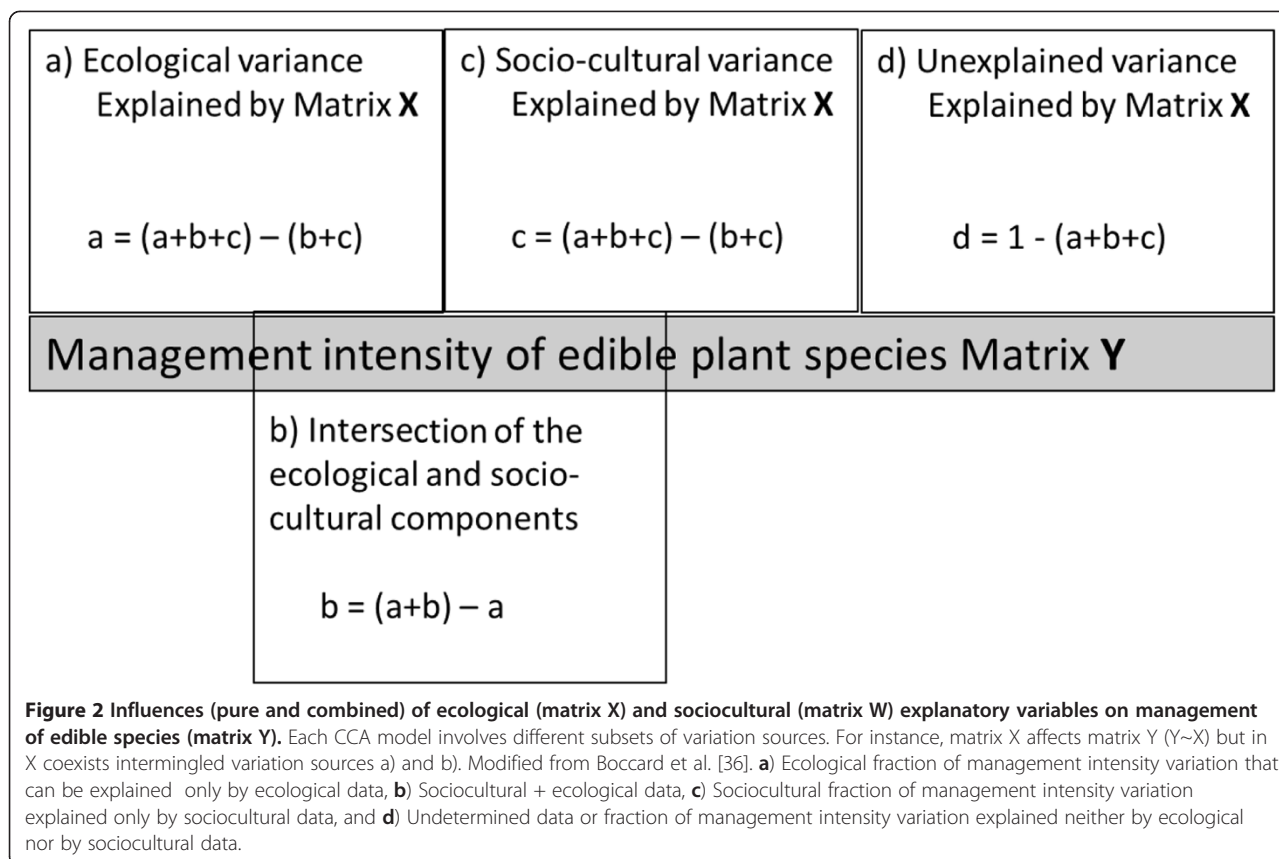 a) Ecological variance
Explained by Matrix X
a = (a+b+c) – (b+c)
c) Socio-cultural variance
Explained by Matrix X
c = (a+b+c) – (b+c)
d) Unexplained variance
Explained by Matrix X
d = 1 - (a+b+c)
Management intensity of edible plant species Matrix Y
b) Intersection of the
ecological and socio-
cultural components
b = (a+b) – a
Figure 2 Influences (pure and combined) of ecological (matrix X) and sociocultural (matrix W) explanatory variables on management
of edible species (matrix Y). Each CCA model involves different subsets of variation sources. For instance, matrix X affects matrix Y (Y~X) but in
X coexists intermingled variation sources a) and b). Modified from Boccard et al. [36]. a) Ecological fraction of management intensity variation that
can be explained only by ecological data, b) Sociocultural + ecological data, c) Sociocultural fraction of management intensity variation
explained only by sociocultural data, and d) Undetermined data or fraction of management intensity variation explained neither by ecological
nor by sociocultural data.